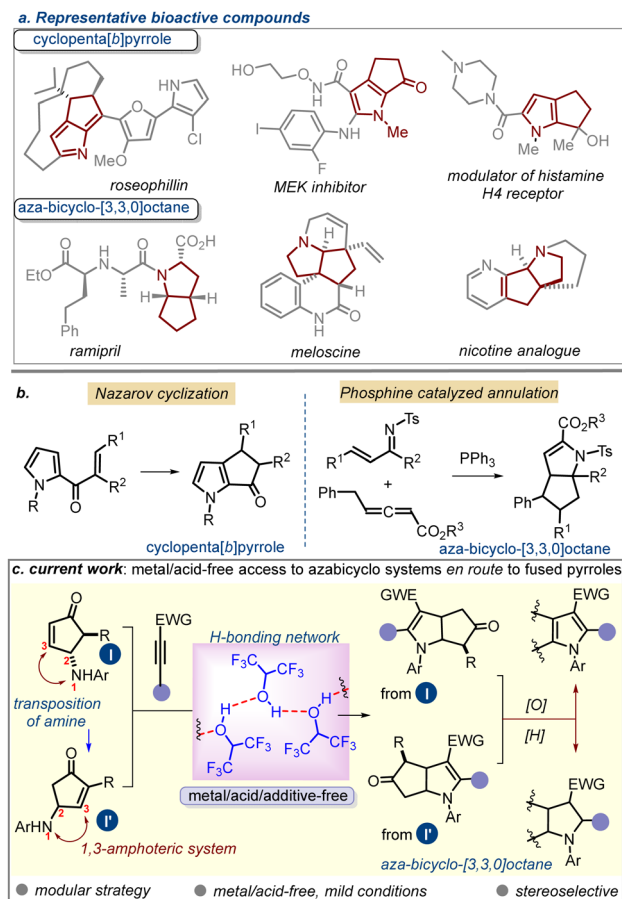 a. Representative bioactive compounds
cyclopenta[b]pyrrole
HN
O
Cl
MeO
N
roseophillin
HO
O
N
H
O
O
N
Me
NH
I
F
MEK inhibitor
Me
N
N
O
N
Me
Me
OH
modulator of histamine
H4 receptor
aza-bicyclo-[3,3,0]octane
O
EtO
H
N
O
CO2H
N
H
H
Ph
ramipril
N
H
H
N
H
O
meloscine
H
N
N
nicotine analogue
b.
Nazarov cyclization
Phosphine catalyzed annulation
R1
R2
N
R
O
R1
R2
N
R
O
cyclopenta[b]pyrrole
N Ts
R1
R2
+
Ph
CO2R3
PPh3
CO2R3
N Ts
R2
Ph
R1
aza-bicyclo-[3,3,0]octane
c. current work: metal/acid-free access to azabicyclo systems en route to fused pyrroles
O
R
I
3
2
NHAr
1
transposition
of amine
O
R
2
3
ArHN
1
I'
1,3-amphoteric system
EWG
H-bonding network
F3C CF3
H O
H
O
H
O
F3C
CF3
F3C CF3
metal/acid/additive-free
GWE
O
N
Ar
R
from I
R
EWG
O
N
Ar
from I'
aza-bicyclo-[3,3,0]octane
[O]
[H]
EWG
N
Ar
EWG
N
Ar
modular strategy
metal/acid-free, mild conditions
stereoselective